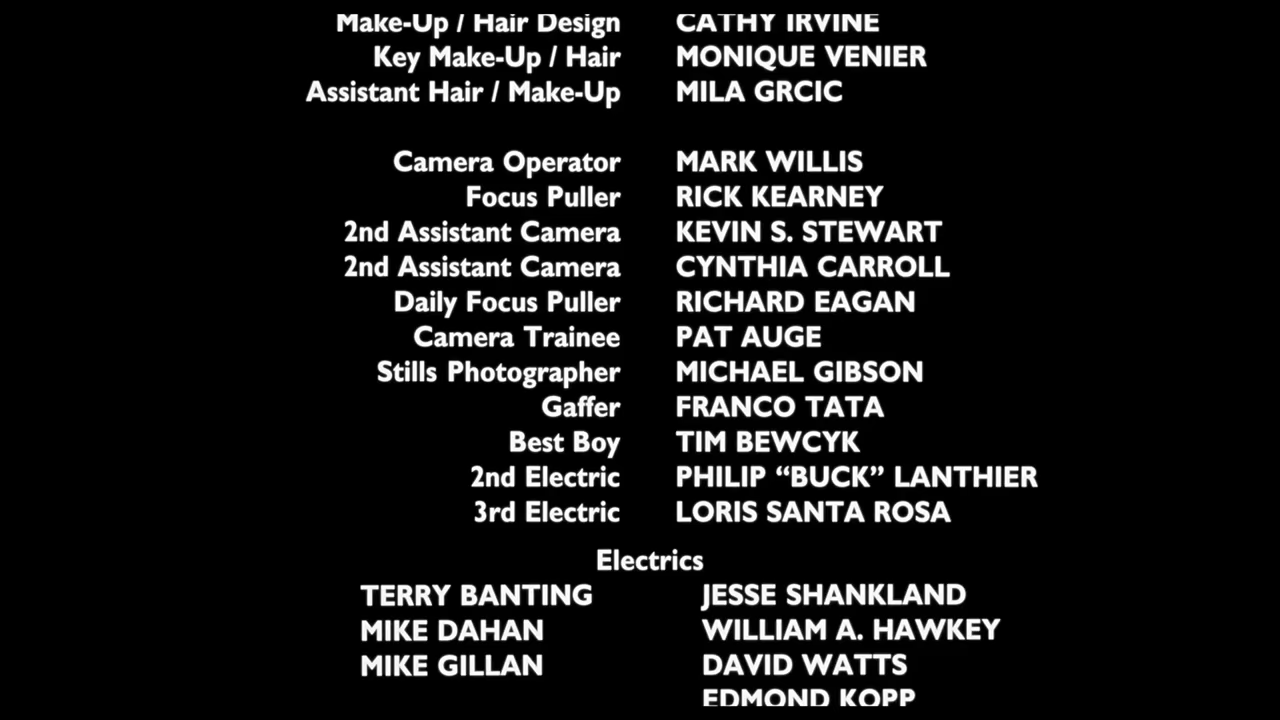 Make-Up / Hair Design CATHY IRVINE
Key Make-Up / Hair MONIQUE VENIER
Assistant Hair / Make-Up MILA GRCIC
Camera Operator MARK WILLIS
Focus Puller RICK KEARNEY
2nd Assistant Camera KEVIN S. STEWART
2nd Assistant Camera CYNTHIA CARROLL
Daily Focus Puller RICHARD EAGAN
Camera Trainee PAT AUGE
Stills Photographer MICHAEL GIBSON
Gaffer FRANCO TATA
Best Boy TIM BEWCYK
2nd Electric PHILIP “BUCK” LANTHIER
3rd Electric LORIS SANTA ROSA
Electrics
TERRY BANTING JESSE SHANKLAND
MIKE DAHAN WILLIAM A. HAWKEY
MIKE GILLAN DAVID WATTS
EDMOND KOPP